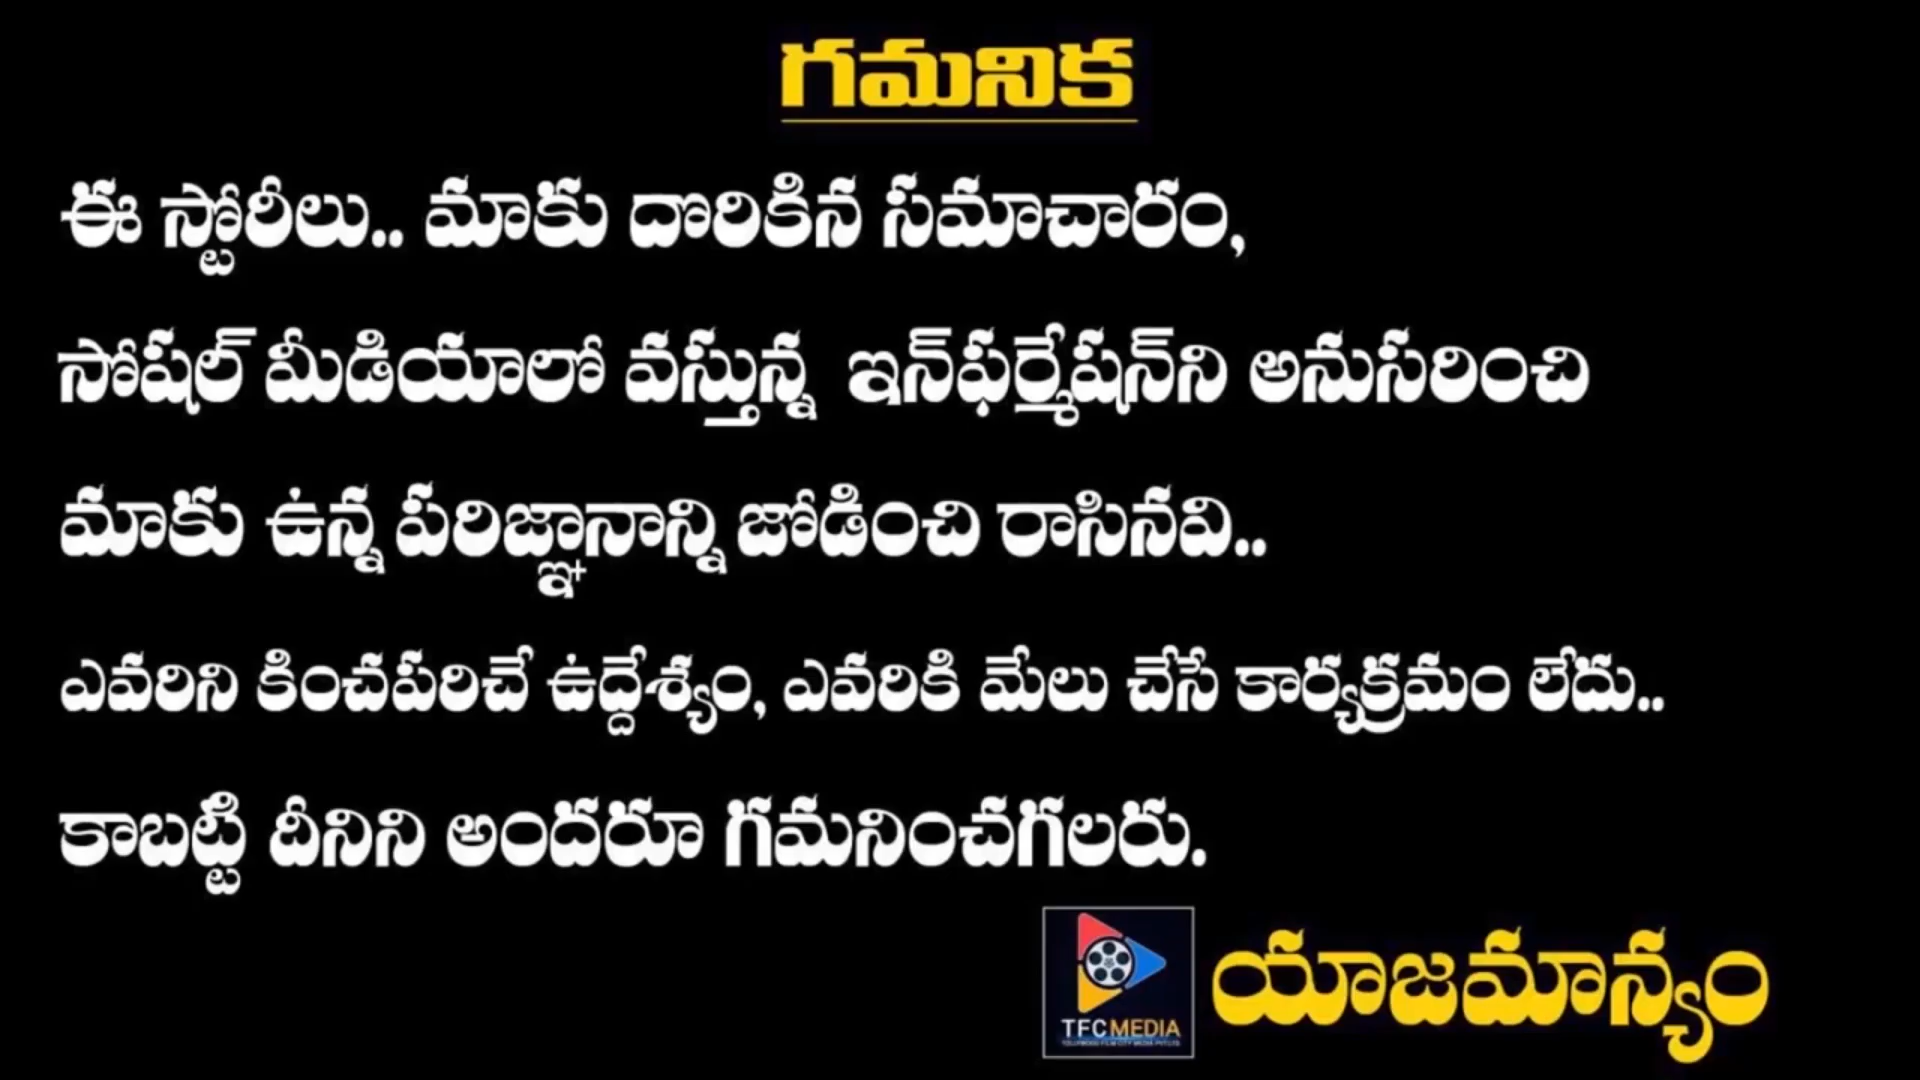 గమనిక
ఈ స్టోరీలు.. మాకు దొరికిన సమాచారం,
సోషల్ మీడియాలో వస్తున్న ఇన్‌ఫర్మేషన్‌ని అనుసరించి
మాకు ఉన్న పరిజ్ఞానాన్ని జోడించి రాసినవి..
ఎవరిని కించపరిచే ఉద్దేశ్యం, ఎవరికి మేలు చేసే కార్యక్రమం లేదు..
కాబట్టి దీనిని అందరూ గమనించగలరు.
యాజమాన్యం
TFC MEDIA